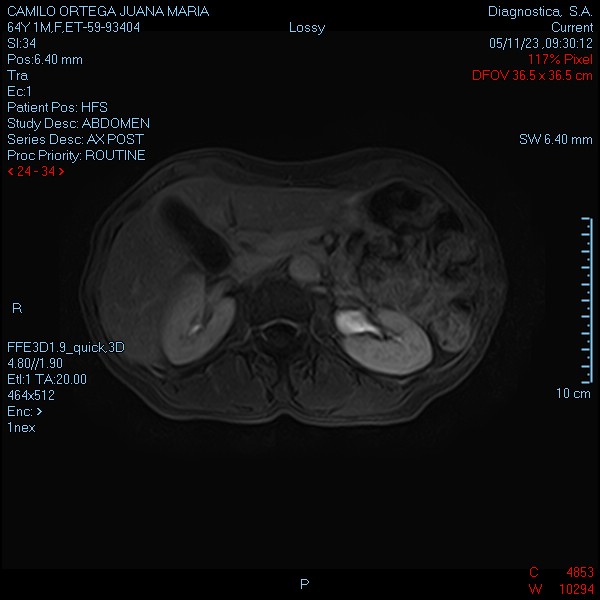 CAMILO ORTEGA JUANA MARIA
64Y 1M,F,ET-59-93404
SI:34
Pos:6.40 mm
Tra
Ec:1
Patient Pos: HFS
Study Desc: ABDOMEN
Series Desc: AX POST
Proc Priority: ROUTINE
< 24 - 34 >
Lossy
Diagnostica, S.A.
Current
05/11/23 ,09:30:12
117% Pixel
DFOV 36.5 x 36.5 cm
SW 6.40 mm
R
FFE3D1.9_quick,3D
4.80//1.90
Etl:1 TA:20.00
464x512
Enc: >
1nex
10 cm
P
C 4853
W 10294